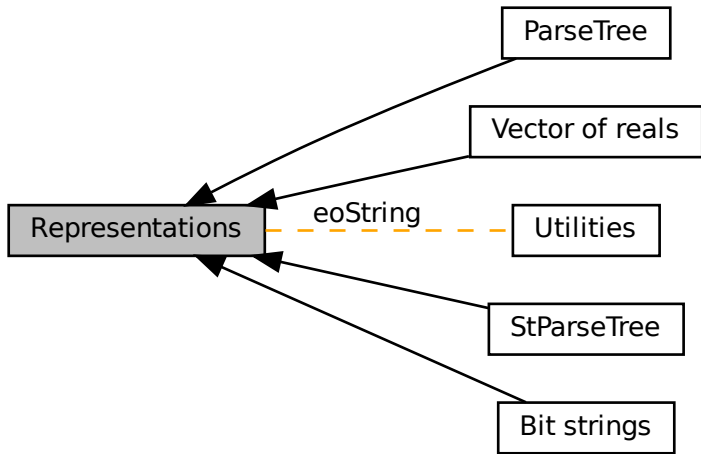 ParseTree
Vector of reals
Representations
eoString
Utilities
StParseTree
Bit strings